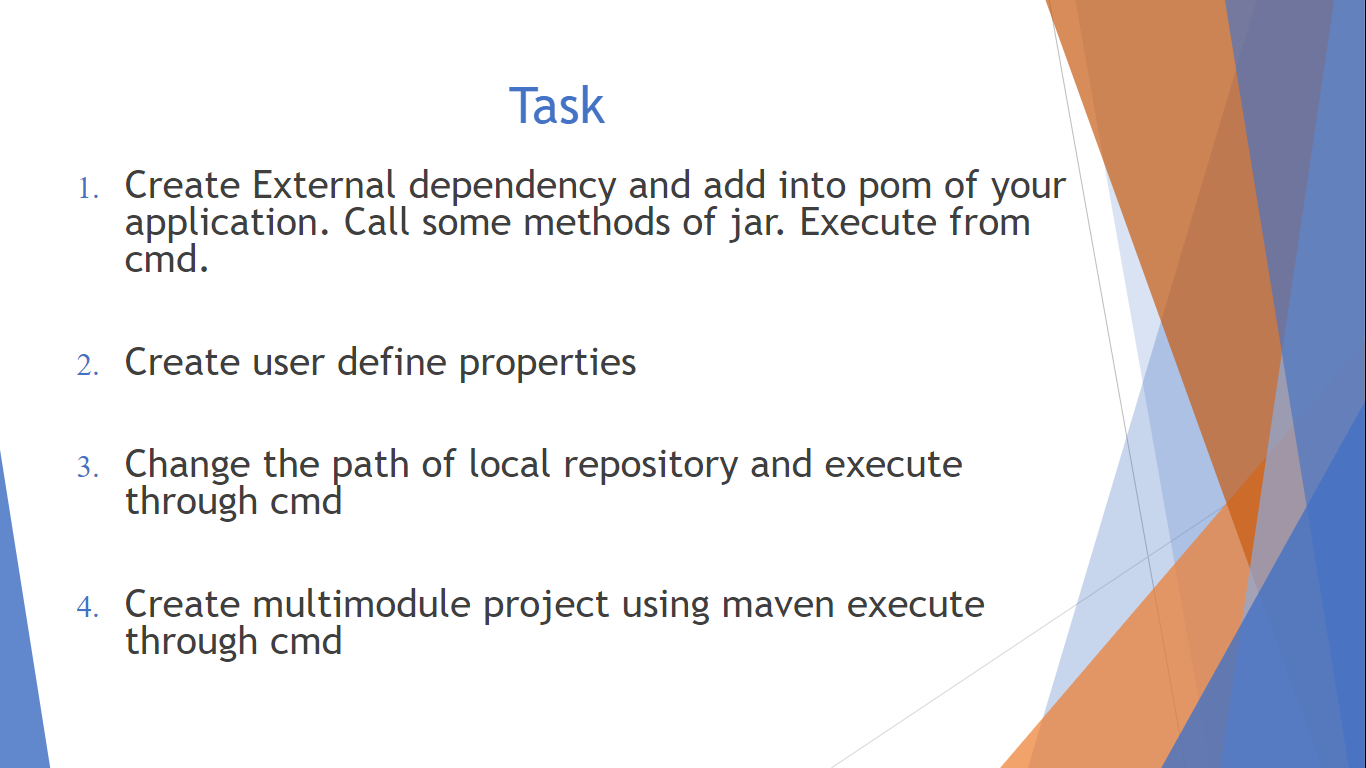 Task
1. Create External dependency and add into pom of your
application. Call some methods of jar. Execute from
cmd.
2. Create user define properties
3. Change the path of local repository and execute
through cmd
4. Create multimodule project using maven execute
through cmd